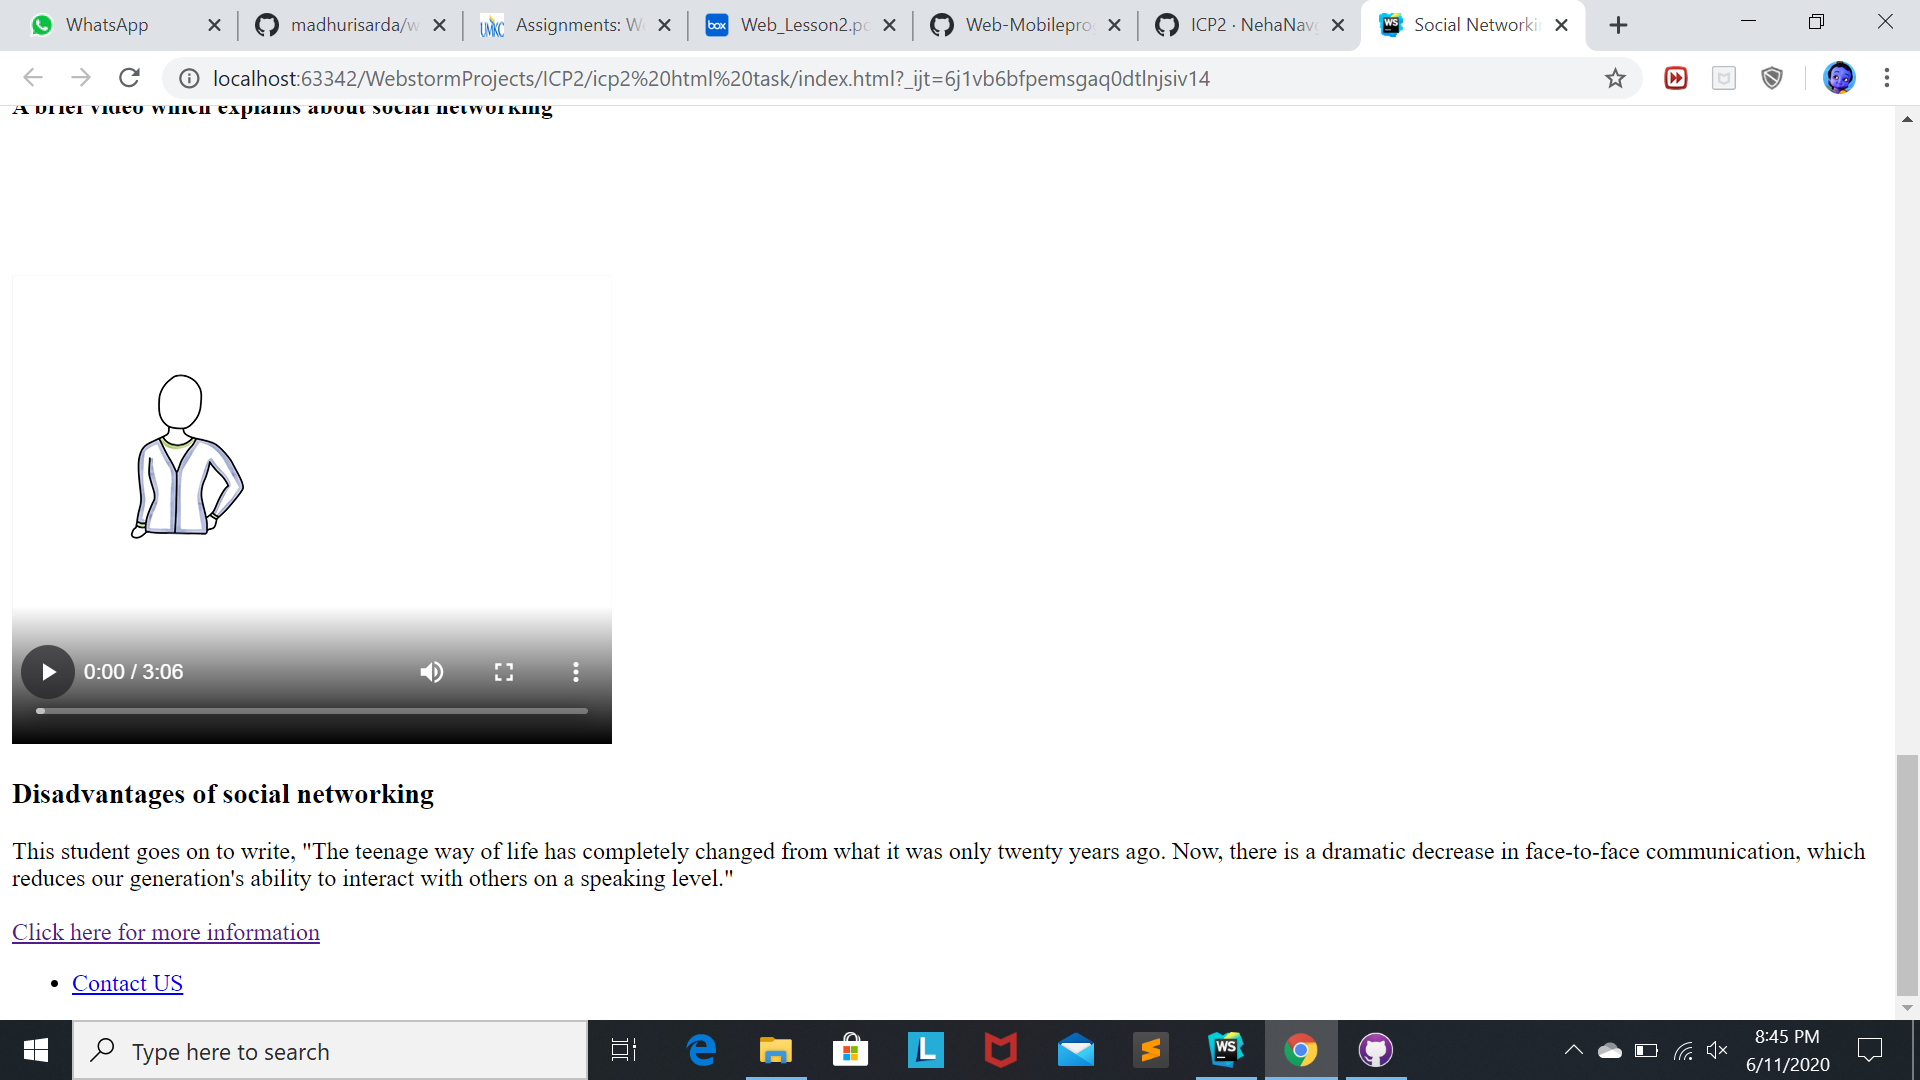 WhatsApp
madhurisarda/w
Assignments: W
Web_Lesson2.p
Web-Mobilepro
ICP2 · NehaNav
Social Network
localhost:63342/WebstormProjects/ICP2/icp2%20html%20task/index.html?_ijt=6j1vb6bfpemsgaq0dtlnjsiv14
A brief video which explains about social networking
0:00 / 3:06
Disadvantages of social networking
This student goes on to write, "The teenage way of life has completely changed from what it was only twenty years ago. Now, there is a dramatic decrease in face-to-face communication, which
reduces our generation's ability to interact with others on a speaking level."
Click here for more information
• Contact US
Type here to search
8:45 PM
6/11/2020